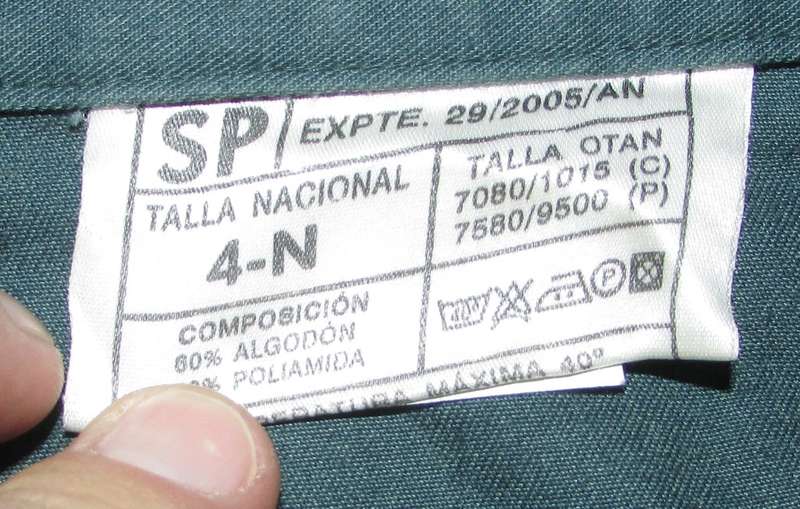 SP
EXPTE. 29/2005/AN
TALLA NACIONAL
4-N
TALLA OTAN
7080/1015 (C)
7580/9500 (P)
P
COMPOSICIÓN
60% ALGODÓN
% POLIAMIDA
MÁXIMA 40º